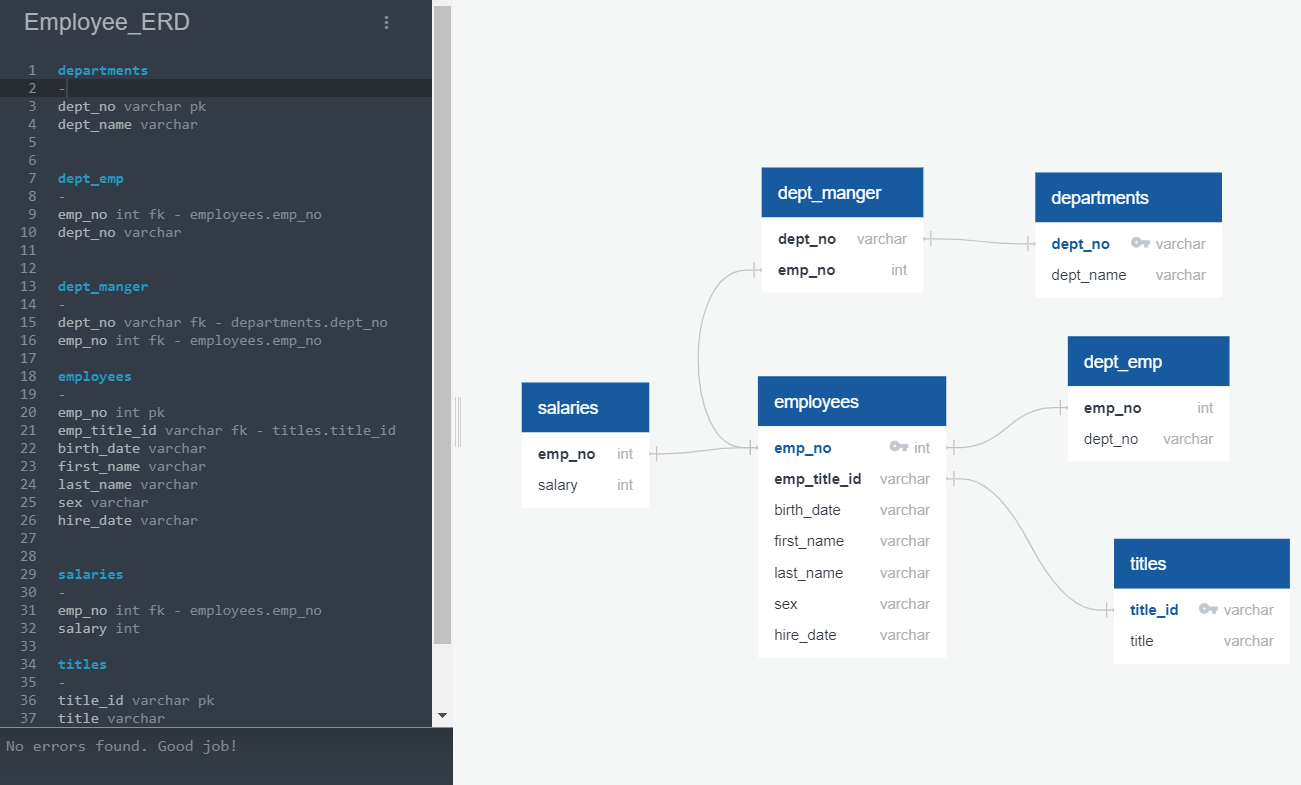 Employee_ERD
1 departments
2 -
3 dept_no varchar pk
4 dept_name varchar
5
6
7 dept_emp
8 -
9 emp_no int fk - employees.emp_no
10 dept_no varchar
11
12
13 dept_manger
14 -
15 dept_no varchar fk - departments.dept_no
16 emp_no int fk - employees.emp_no
17
18 employees
19 -
20 emp_no int pk
21 emp_title_id varchar fk - titles.title_id
22 birth_date varchar
23 first_name varchar
24 last_name varchar
25 sex varchar
26 hire_date varchar
27
28
29 salaries
30 -
31 emp_no int fk - employees.emp_no
32 salary int
33
34 titles
35 -
36 title_id varchar pk
37 title varchar
No errors found. Good job!
dept_manger
dept_no varchar
emp_no int
departments
dept_no varchar
dept_name varchar
dept_emp
emp_no int
dept_no varchar
salaries
emp_no int
salary int
employees
emp_no int
emp_title_id varchar
birth_date varchar
first_name varchar
last_name varchar
sex varchar
hire_date varchar
titles
title_id varchar
title varchar